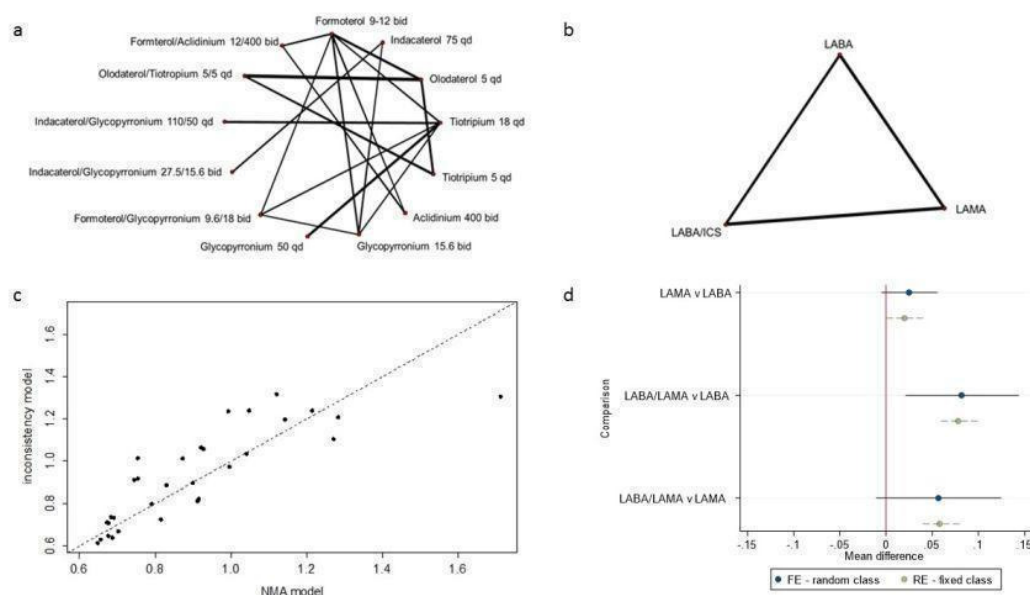 a
Formoterol 9-12 bid
Formterol/Aclidinium 12/400 bid
Indacaterol 75 qd
Olodaterol/Tiotropium 5/5 qd
Olodaterol 5 qd
Indacaterol/Glycopyrronium 110/50 qd
Tiotripium 18 qd
Indacaterol/Glycopyrronium 27.5/15.6 bid
Tiotripium 5 qd
Formoterol/Glycopyrronium 9.6/18 bid
Aclidinium 400 bid
Glycopyrronium 50 qd
Glycopyrronium 15.6 bid
b
LABA
LAMA
LABA/ICS
c
inconsistency model
1.6
1.4
1.2
1.0
0.8
0.6
0.6 0.8 1.0 1.2 1.4 1.6
NMA model
d
Comparison
LAMA v LABA
LABA/LAMA v LABA
LABA/LAMA v LAMA
-.15 -.1 -.05 0 .05 .1 .15
Mean difference
FE - random class RE - fixed class